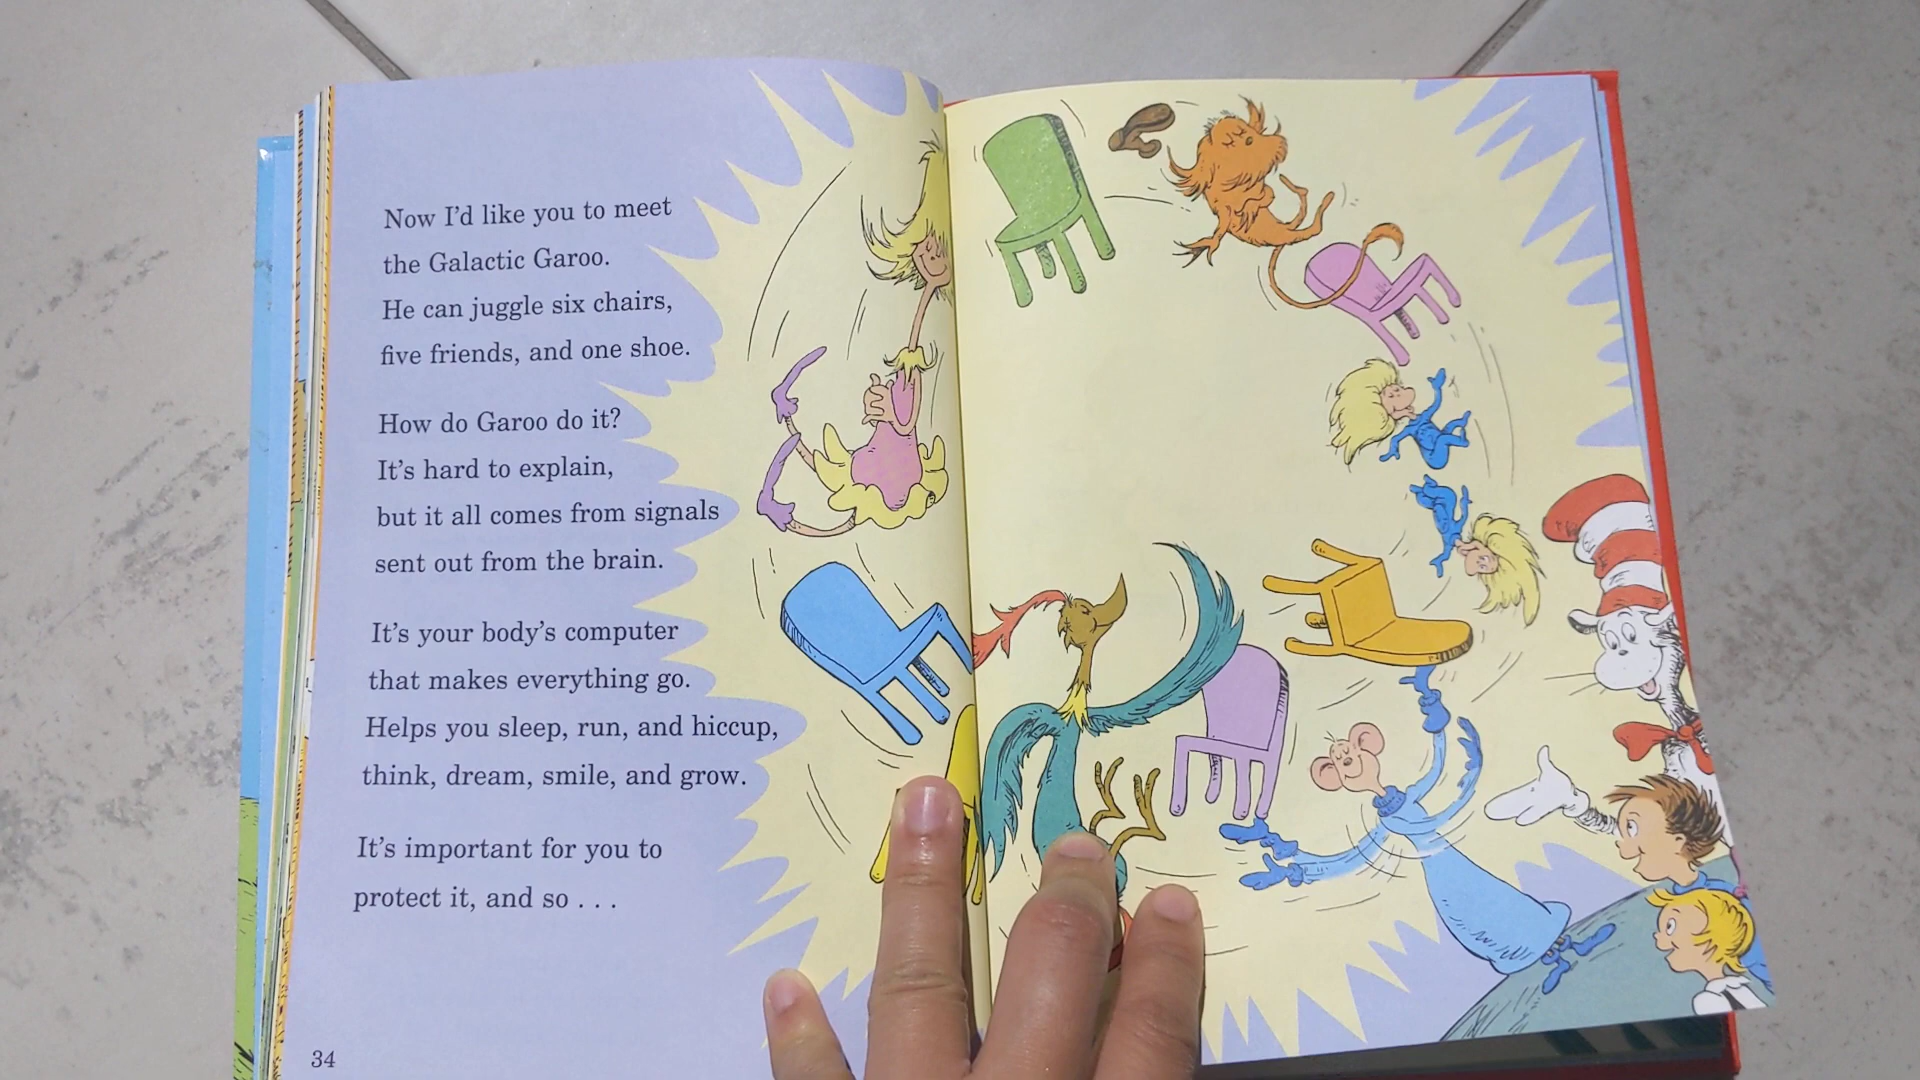 Now I'd like you to meet
the Galactic Garoo.
He can juggle six chairs,
five friends, and one shoe.
How do Garoo do it?
It's hard to explain,
but it all comes from signals
sent out from the brain.
It's your body's computer
that makes everything go.
Helps you sleep, run, and hiccup,
think, dream, smile, and grow.
It's important for you to
protect it, and so . . .
34